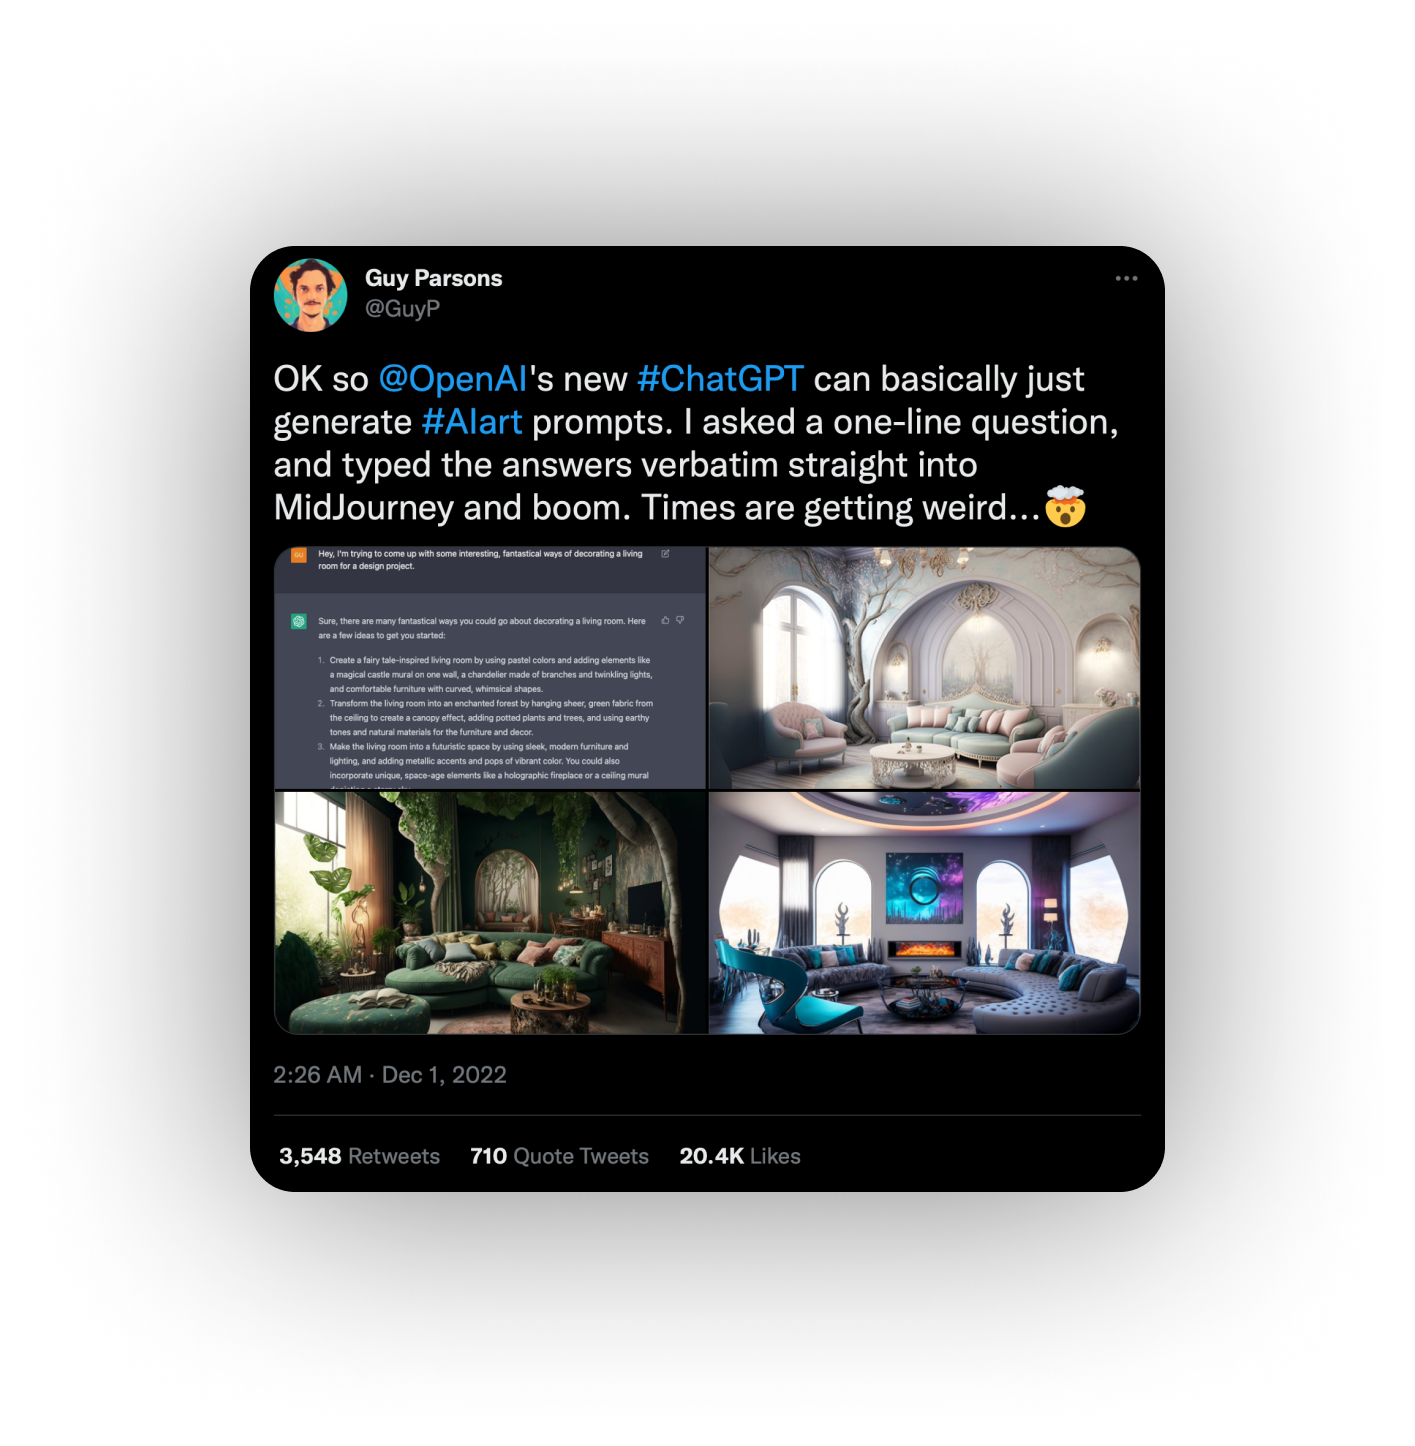 Guy Parsons
@GuyP
OK so @OpenAI's new #ChatGPT can basically just
generate #AIart prompts. I asked a one-line question,
and typed the answers verbatim straight into
MidJourney and boom. Times are getting weird...🤯
GU
Hey, I'm trying to come up with some interesting, fantastical ways of decorating a living
room for a design project.
Sure, there are many fantastical ways you could go about decorating a living room. Here
are a few ideas to get you started:
1. Create a fairy tale-inspired living room by using pastel colors and adding elements like
a magical castle mural on one wall, a chandelier made of branches and twinkling lights,
and comfortable furniture with curved, whimsical shapes.
2. Transform the living room into an enchanted forest by hanging sheer, green fabric from
the ceiling to create a canopy effect, adding potted plants and trees, and using earthy
tones and natural materials for the furniture and decor.
3. Make the living room into a futuristic space by using sleek, modern furniture and
lighting, and adding metallic accents and pops of vibrant color. You could also
incorporate unique, space-age elements like a holographic fireplace or a ceiling mural
2:26 AM · Dec 1, 2022
3,548 Retweets 710 Quote Tweets 20.4K Likes